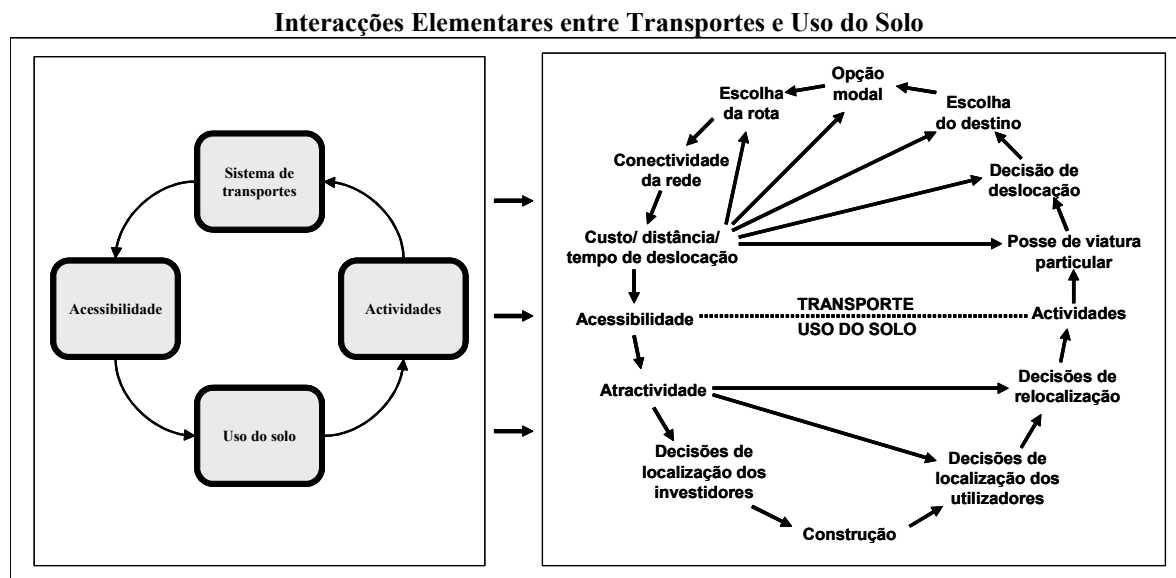 Interacções Elementares entre Transportes e Uso do Solo
Sistema de
transportes
Acessibilidade
Actividades
Uso do solo
Opção
modal
Escolha
da rota
Escolha
do destino
Conectividade
da rede
Decisão de
deslocação
Custo/ distância/
tempo de deslocação
Posse de viatura
particular
TRANSPORTE
Acessibilidade
Actividades
USO DO SOLO
Atractividade
Decisões de
relocalização
Decisões de
localização dos
investidores
Decisões de
localização dos
utilizadores
Construção